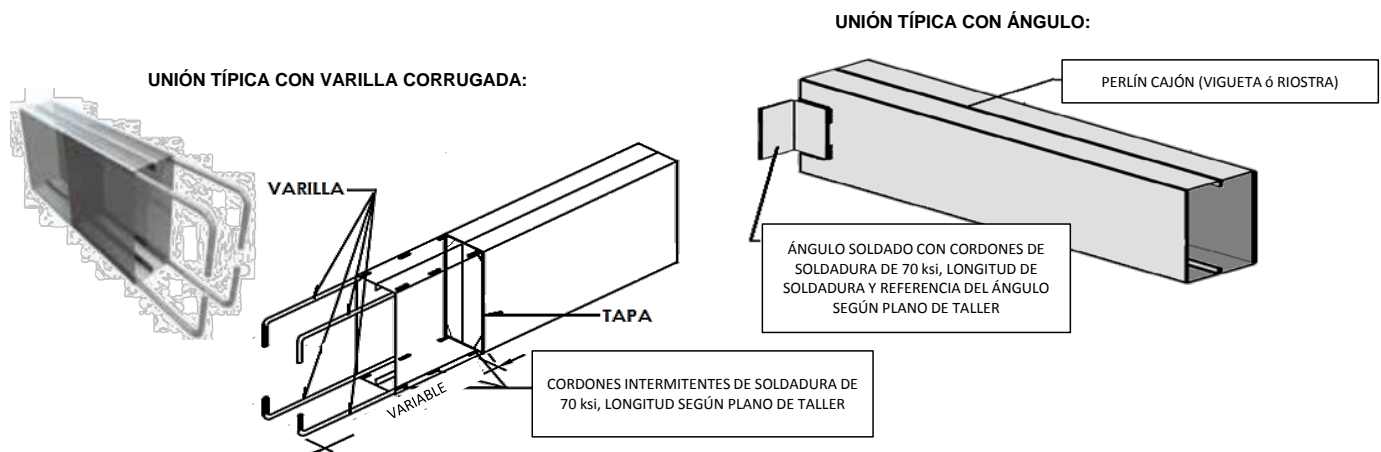 UNIÓN TÍPICA CON ÁNGULO:
UNIÓN TÍPICA CON VARILLA CORRUGADA:
PERLÍN CAJÓN (VIGUETA ó RIOSTRA)
VARILLA
ÁNGULO SOLDADO CON CORDONES DE
SOLDADURA DE 70 ksi, LONGITUD DE
SOLDADURA Y REFERENCIA DEL ÁNGULO
SEGÚN PLANO DE TALLER
TAPA
VARIABLE
CORDONES INTERMITENTES DE SOLDADURA DE
70 ksi, LONGITUD SEGÚN PLANO DE TALLER